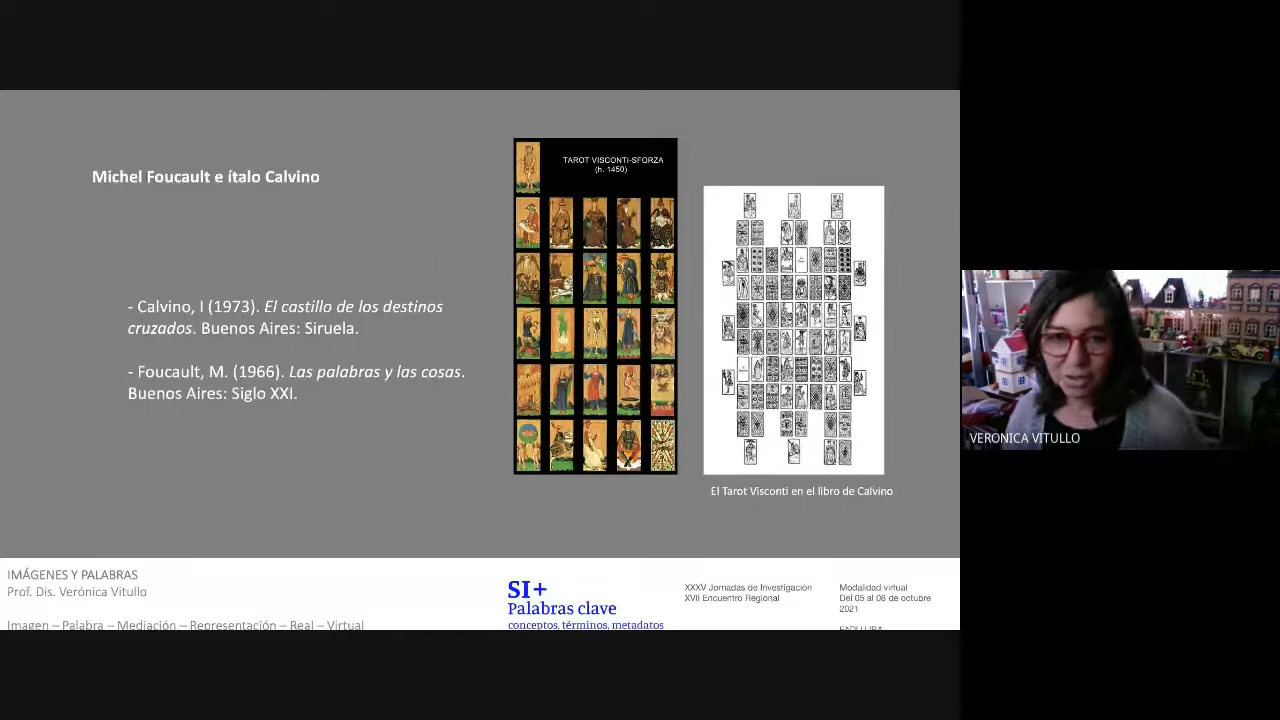 Michel Foucault e ítalo Calvino
- Calvino, I (1973). El castillo de los destinos
cruzados. Buenos Aires: Siruela.
- Foucault, M. (1966). Las palabras y las cosas.
Buenos Aires: Siglo XXI.
TAROT VISCONTI-SFORZA
(h. 1450)
El Tarot Visconti en el libro de Calvino
VERONICA VITULLO
IMÁGENES Y PALABRAS
Prof. Dis. Verónica Vitullo
Imagen – Palabra – Mediación – Representación – Real – Virtual
SI+
Palabras clave
conceptos, términos, metadatos
XXXV Jornadas de Investigación
XVII Encuentro Regional
Modalidad virtual
Del 05 al 08 de octubre
2021